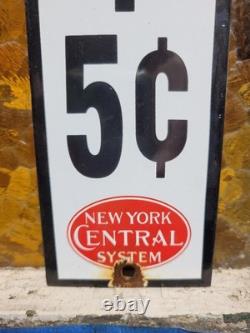 5¢
NEW YORK
CENTRAL
SYSTEM